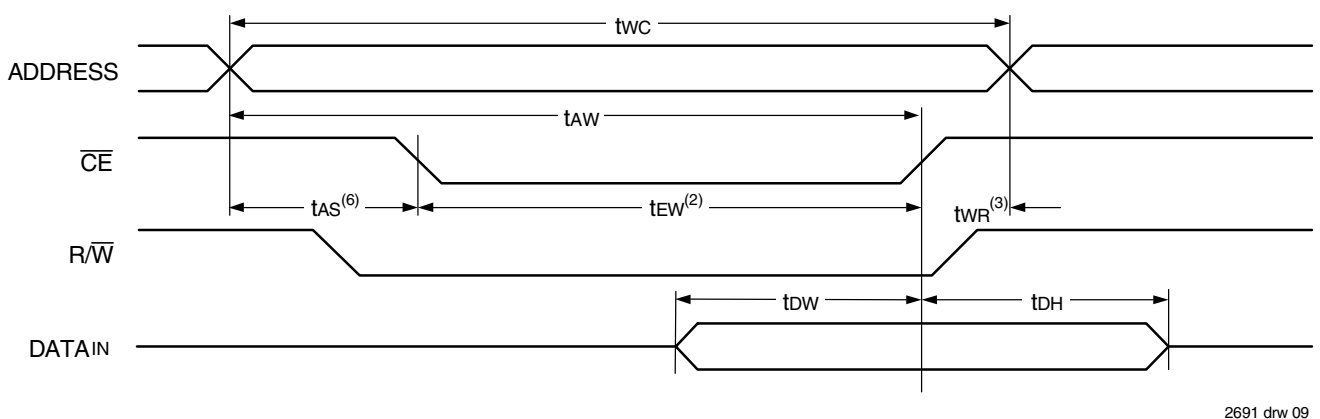 tWC
ADDRESS
tAW
CE
tAS(6) tEW(2) tWR(3)
R/W
tDW tDH
DATAIN
2691 drw 09